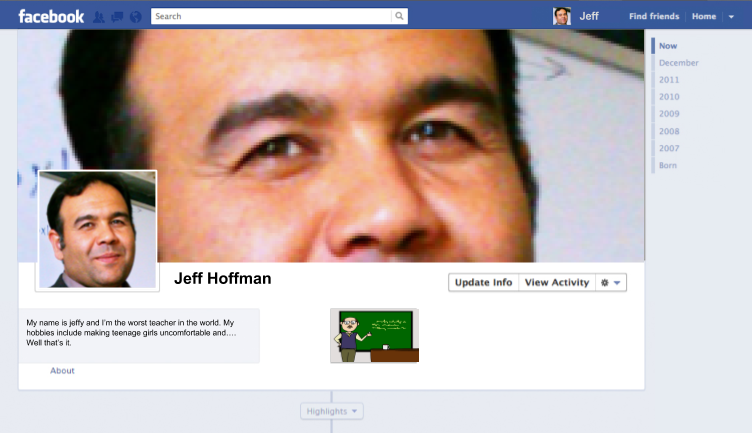 facebook
Search
Jeff
Find friends
Home
Now
December
2011
2010
2009
2008
2007
Born
Jeff Hoffman
Update Info
View Activity
My name is jeffy and I'm the worst teacher in the world. My
hobbies include making teenage girls uncomfortable and....
Well that's it.
About
Highlights